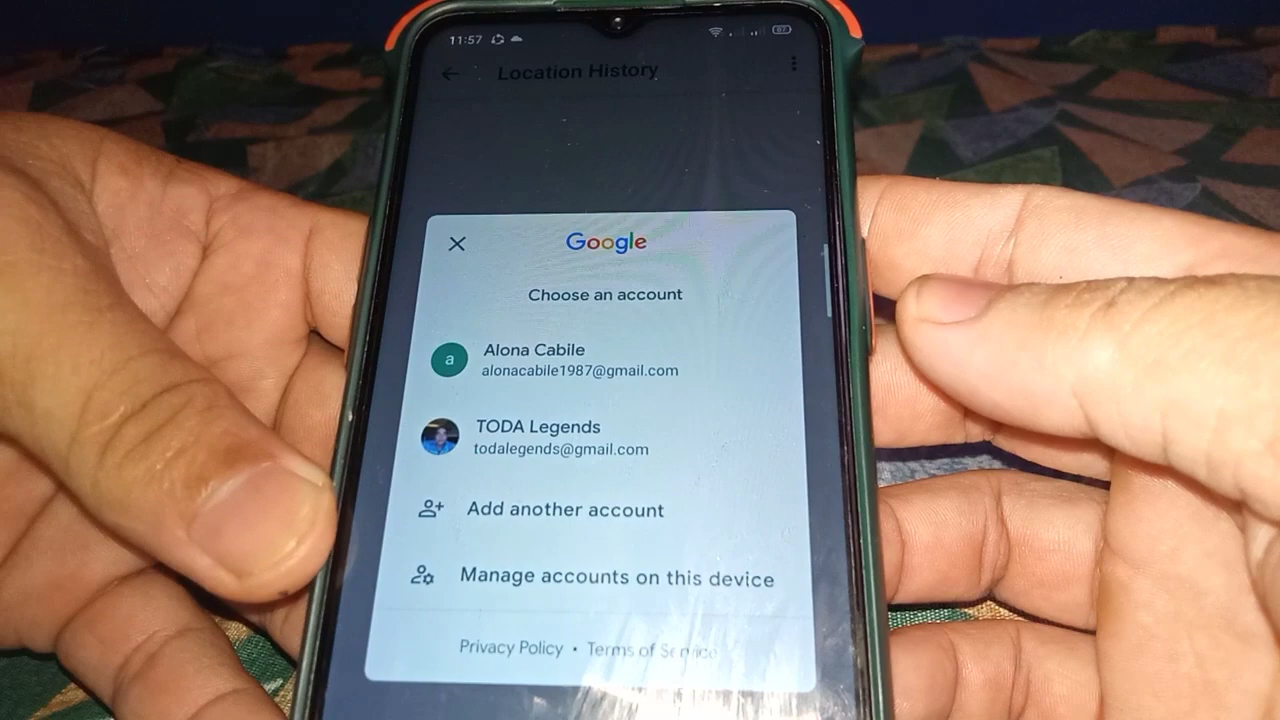 11:57
87
Location History
Google
Choose an account
a
Alona Cabile
alonacabile1987@gmail.com
TODA Legends
todalegends@gmail.com
Add another account
Manage accounts on this device
Privacy Policy • Terms of Service